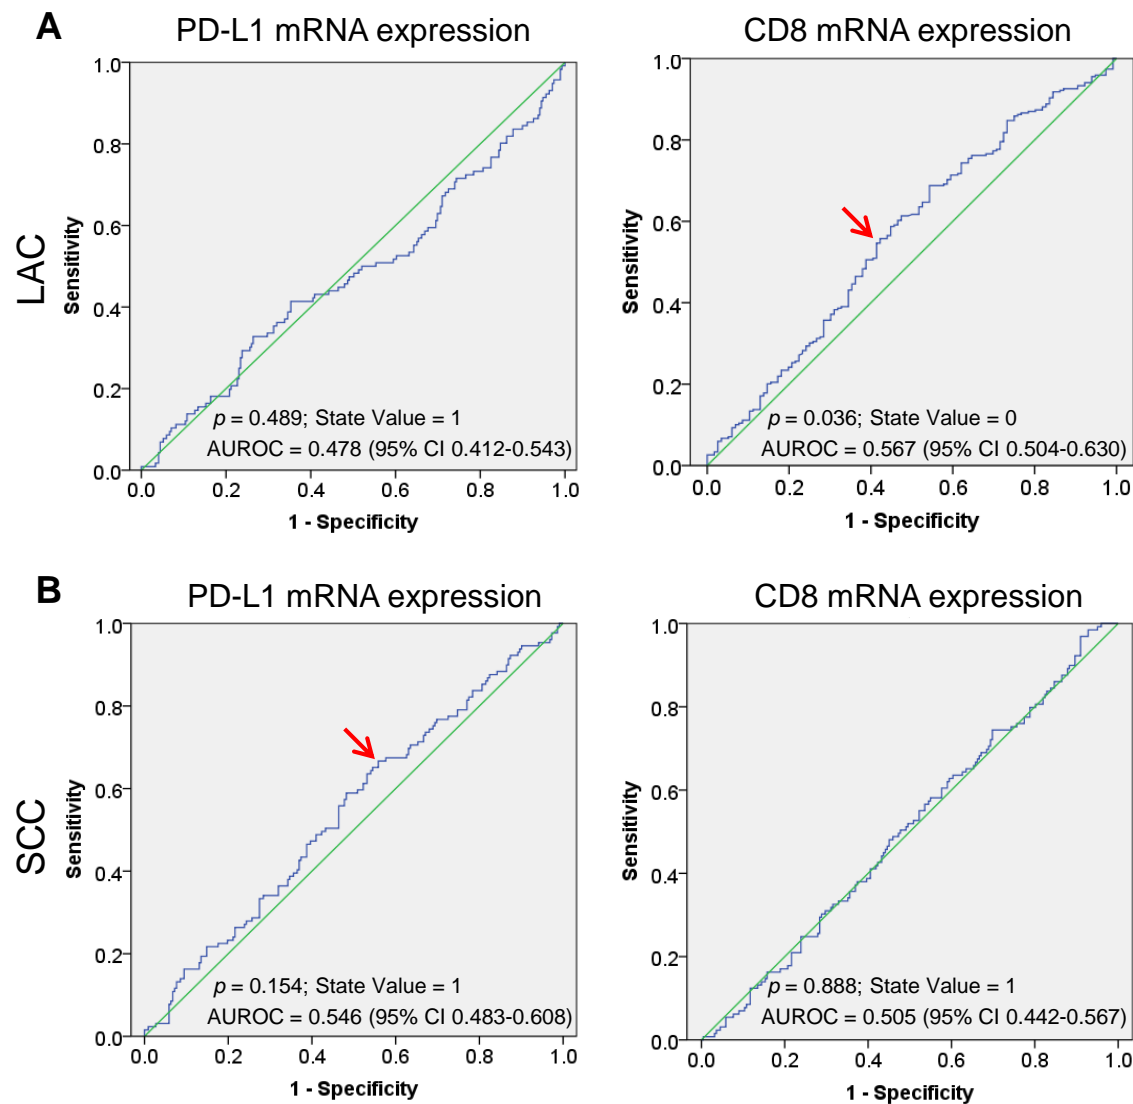 A
PD-L1 mRNA expression
CD8 mRNA expression
LAC
Sensitivity
1.0
0.8
0.6
0.4
0.2
0.0
p = 0.489; State Value = 1
AUROC = 0.478 (95% CI 0.412-0.543)
0.0 0.2 0.4 0.6 0.8 1.0
1 - Specificity
Sensitivity
1.0
0.8
0.6
0.4
0.2
0.0
p = 0.036; State Value = 0
AUROC = 0.567 (95% CI 0.504-0.630)
0.0 0.2 0.4 0.6 0.8 1.0
1 - Specificity
B
PD-L1 mRNA expression
CD8 mRNA expression
SCC
Sensitivity
1.0
0.8
0.6
0.4
0.2
0.0
p = 0.154; State Value = 1
AUROC = 0.546 (95% CI 0.483-0.608)
0.0 0.2 0.4 0.6 0.8 1.0
1 - Specificity
Sensitivity
1.0
0.8
0.6
0.4
0.2
0.0
p = 0.888; State Value = 1
AUROC = 0.505 (95% CI 0.442-0.567)
0.0 0.2 0.4 0.6 0.8 1.0
1 - Specificity